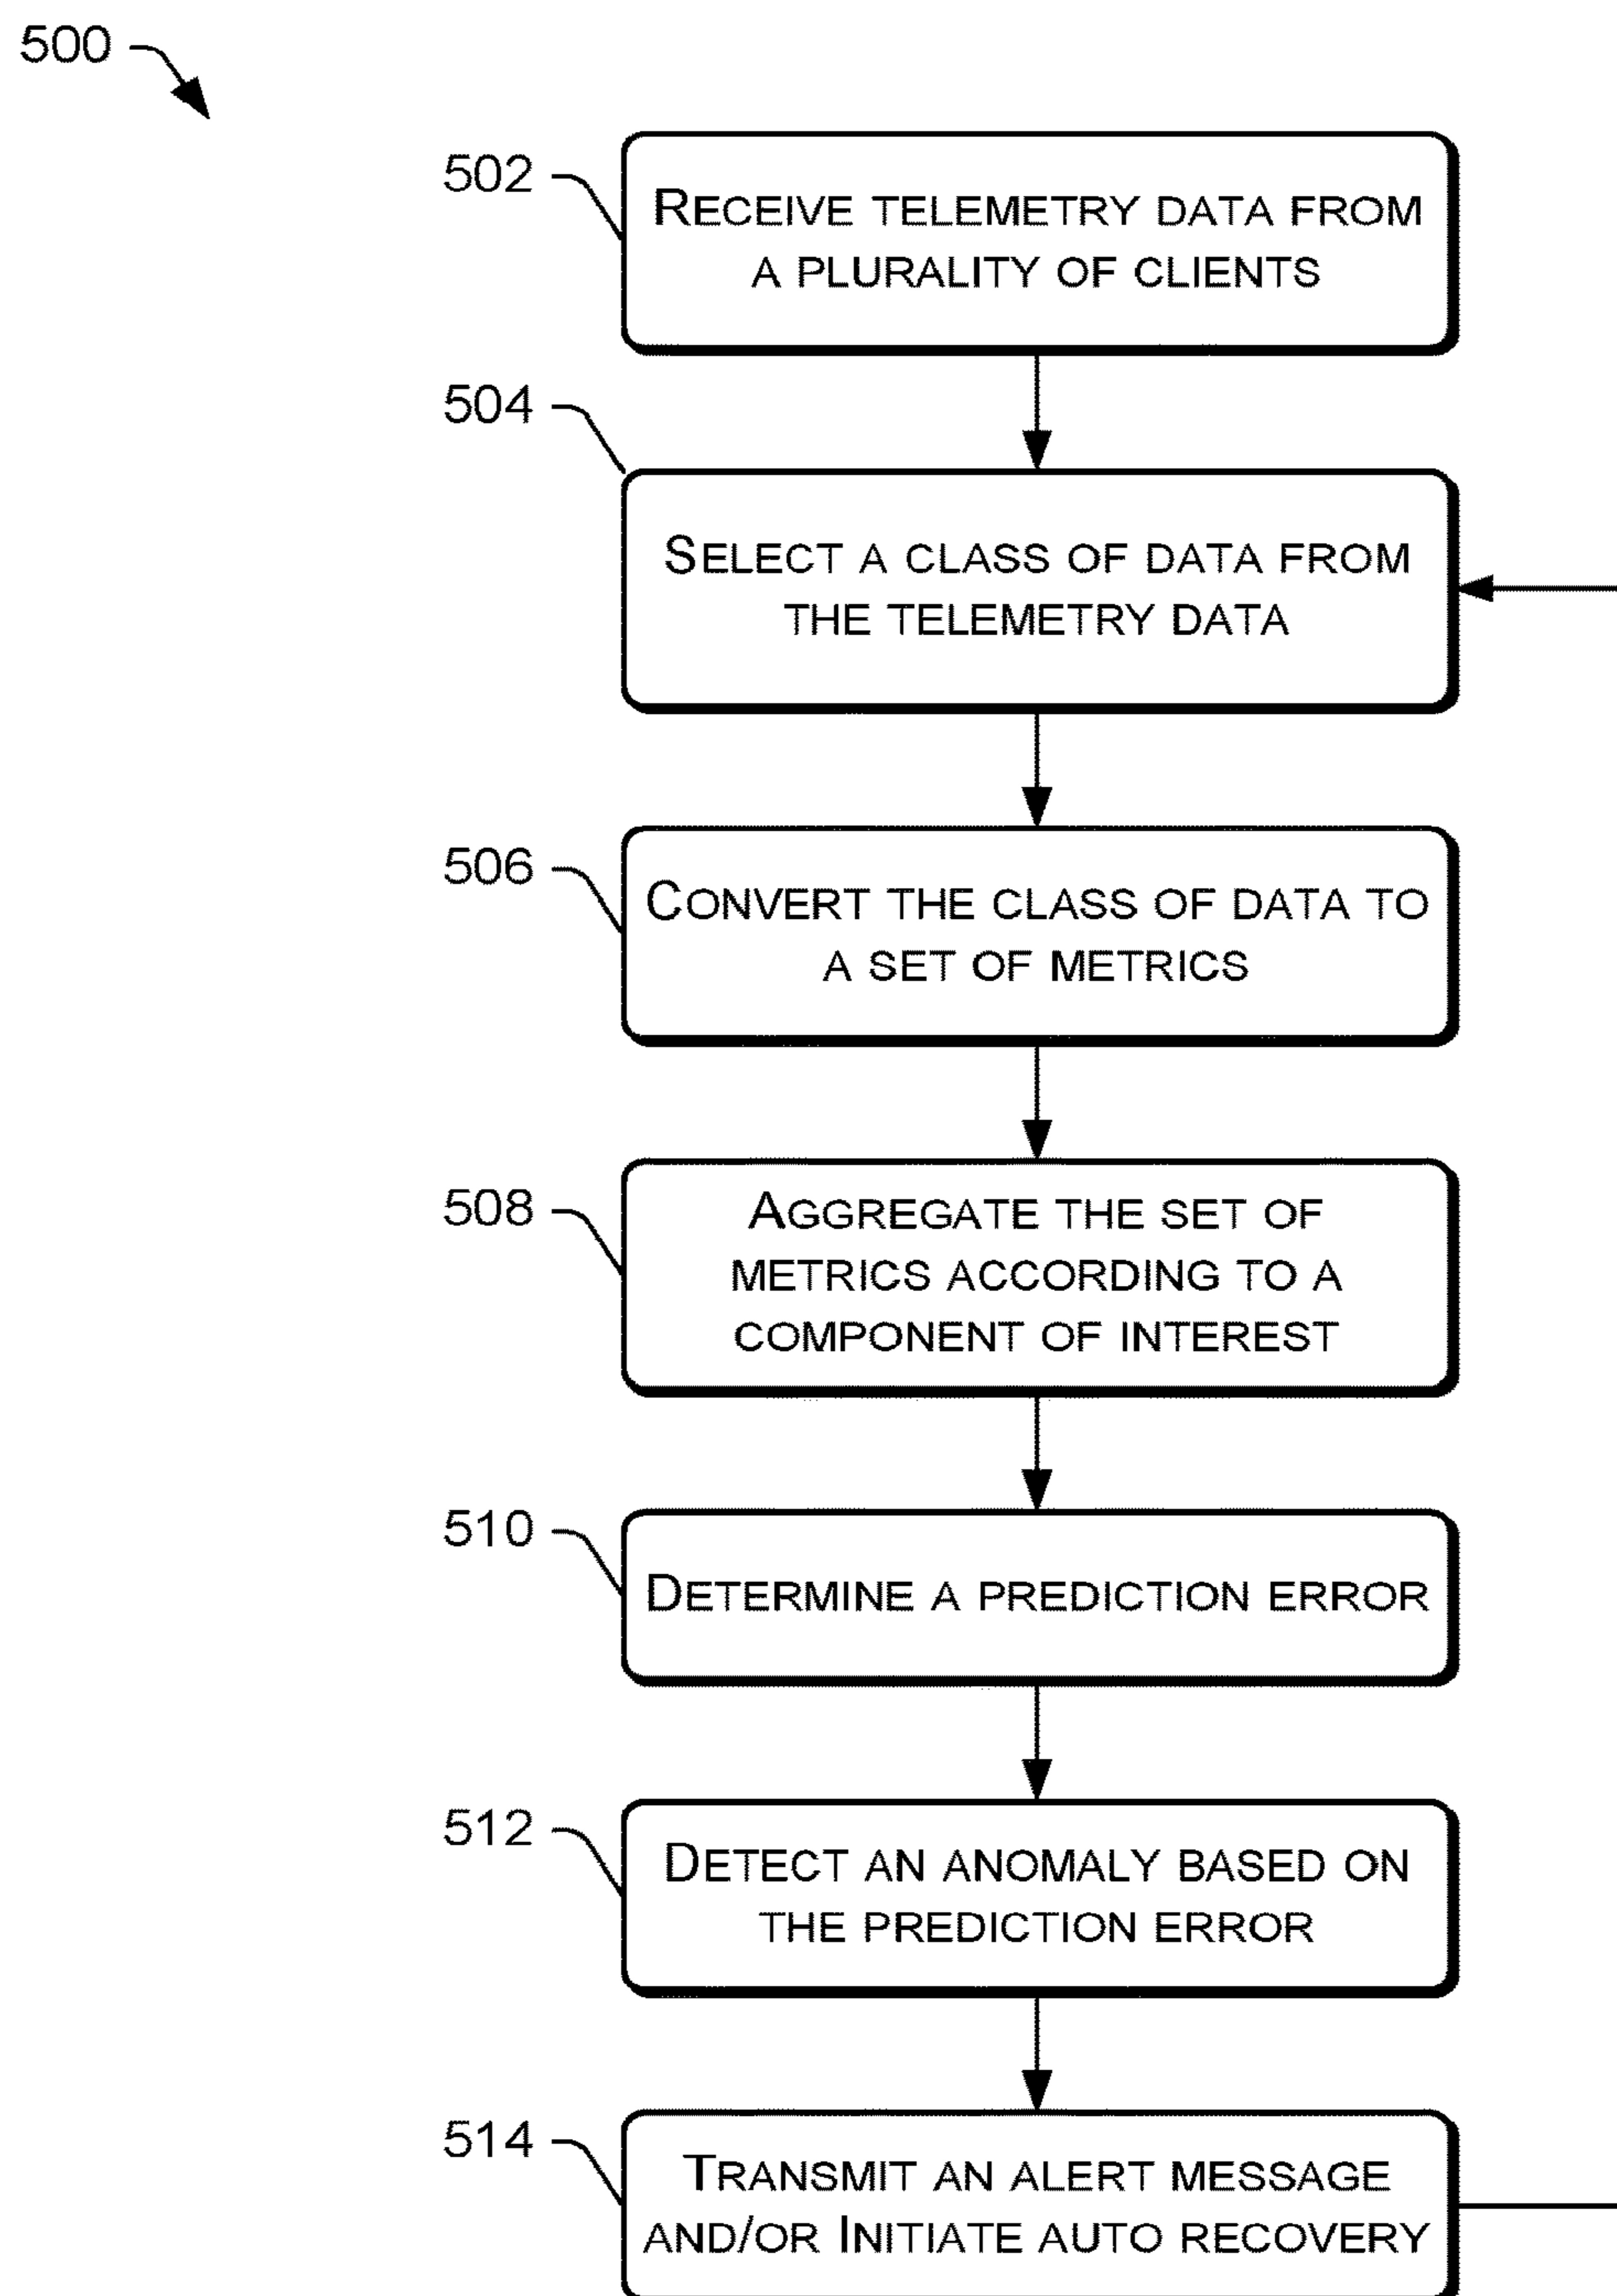 500
502
RECEIVE TELEMETRY DATA FROM
A PLURALITY OF CLIENTS
504
SELECT A CLASS OF DATA FROM
THE TELEMETRY DATA
506
CONVERT THE CLASS OF DATA TO
A SET OF METRICS
508
AGGREGATE THE SET OF
METRICS ACCORDING TO A
COMPONENT OF INTEREST
510
DETERMINE A PREDICTION ERROR
512
DETECT AN ANOMALY BASED ON
THE PREDICTION ERROR
514
TRANSMIT AN ALERT MESSAGE
AND/OR INITIATE AUTO RECOVERY